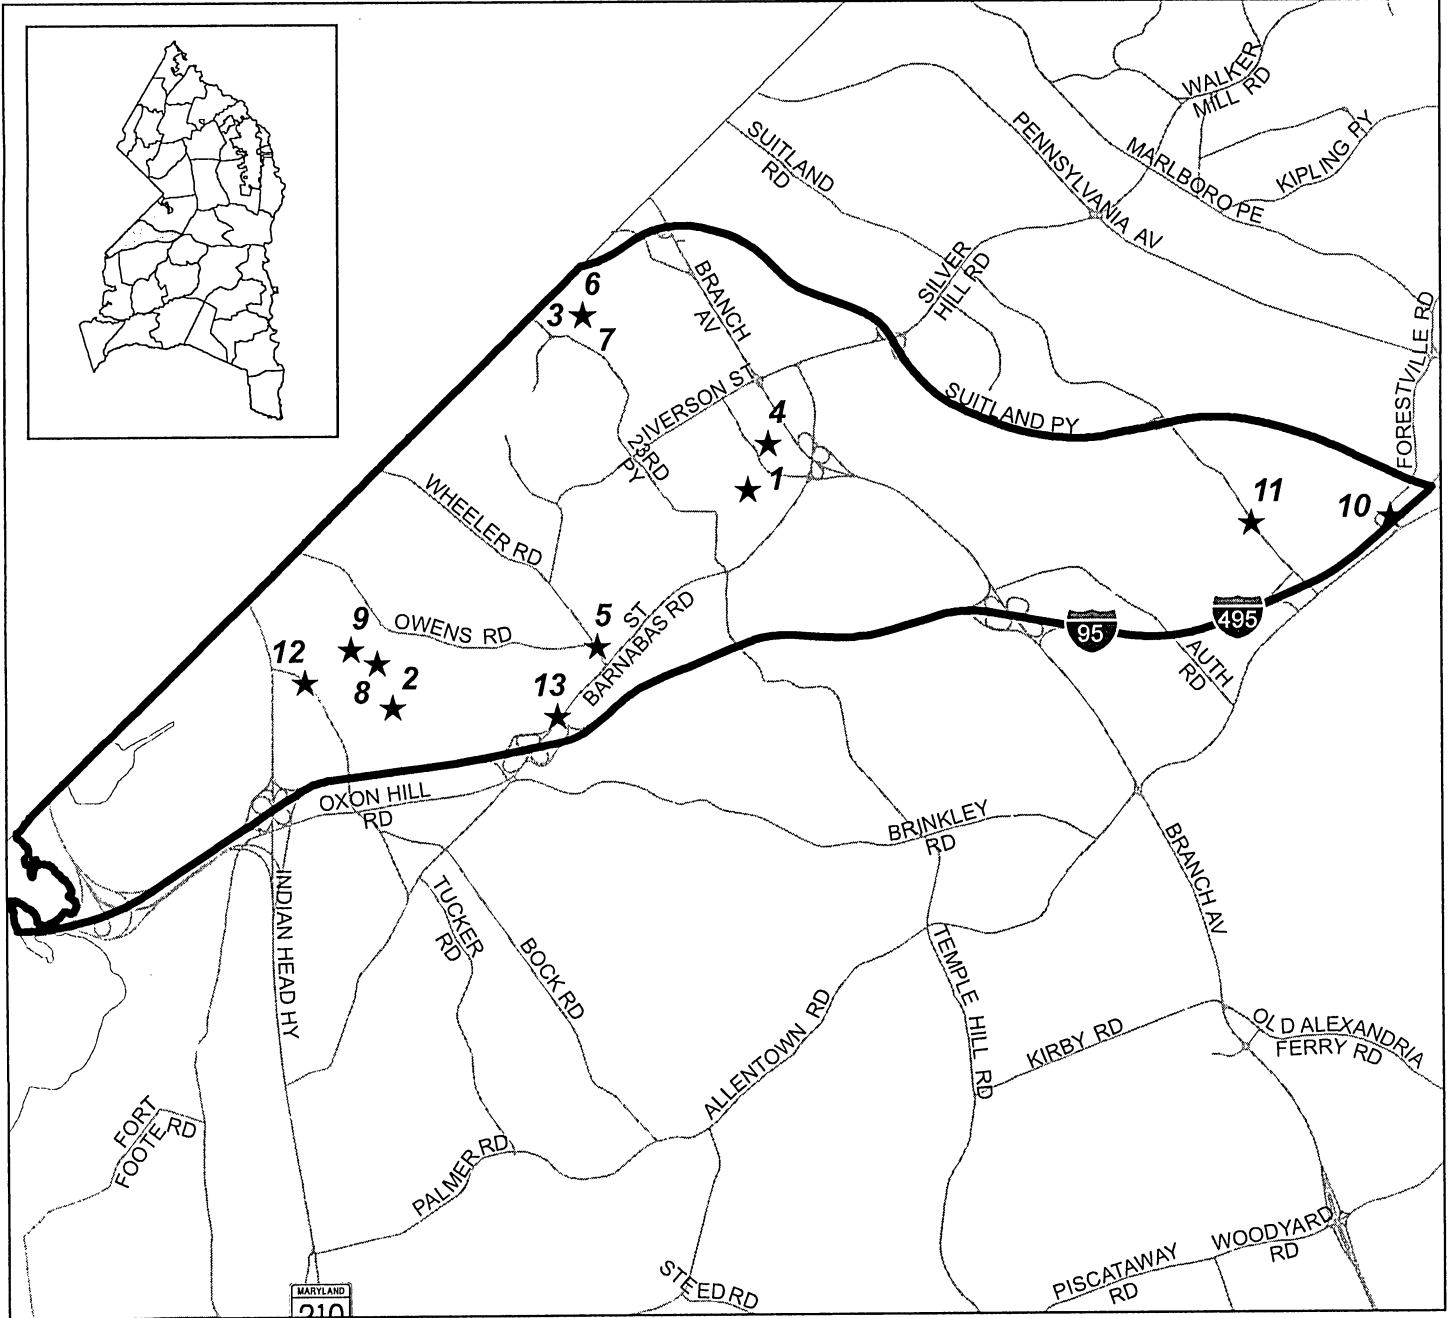 WALKER
MILL RD
SUITLAND
RD
PENNSYLVANIA AV
MARLBORO PE
KIPLING PY
SILVER
HILL RD
BRANCH
AV
6
3
7
FORESTVILLE RD
IVERSON ST
23RD
PY
4
SUITLAND PY
1
11
10
WHEELER RD
9
OWENS RD
5
ST
BARNABAS RD
95
495
12
8
2
13
AUTH
RD
OXON HILL
RD
BRINKLEY
RD
BRANCH AV
INDIAN HEAD HY
TUCKER
RD
BOCK RD
TEMPLE HILL RD
ALLENTOWN RD
KIRBY RD
OLD ALEXANDRIA
FERRY RD
FORT
FOOTE RD
PALMER RD
WOODYARD
RD
PISCATAWAY
RD
STEED RD
MARYLAND
210